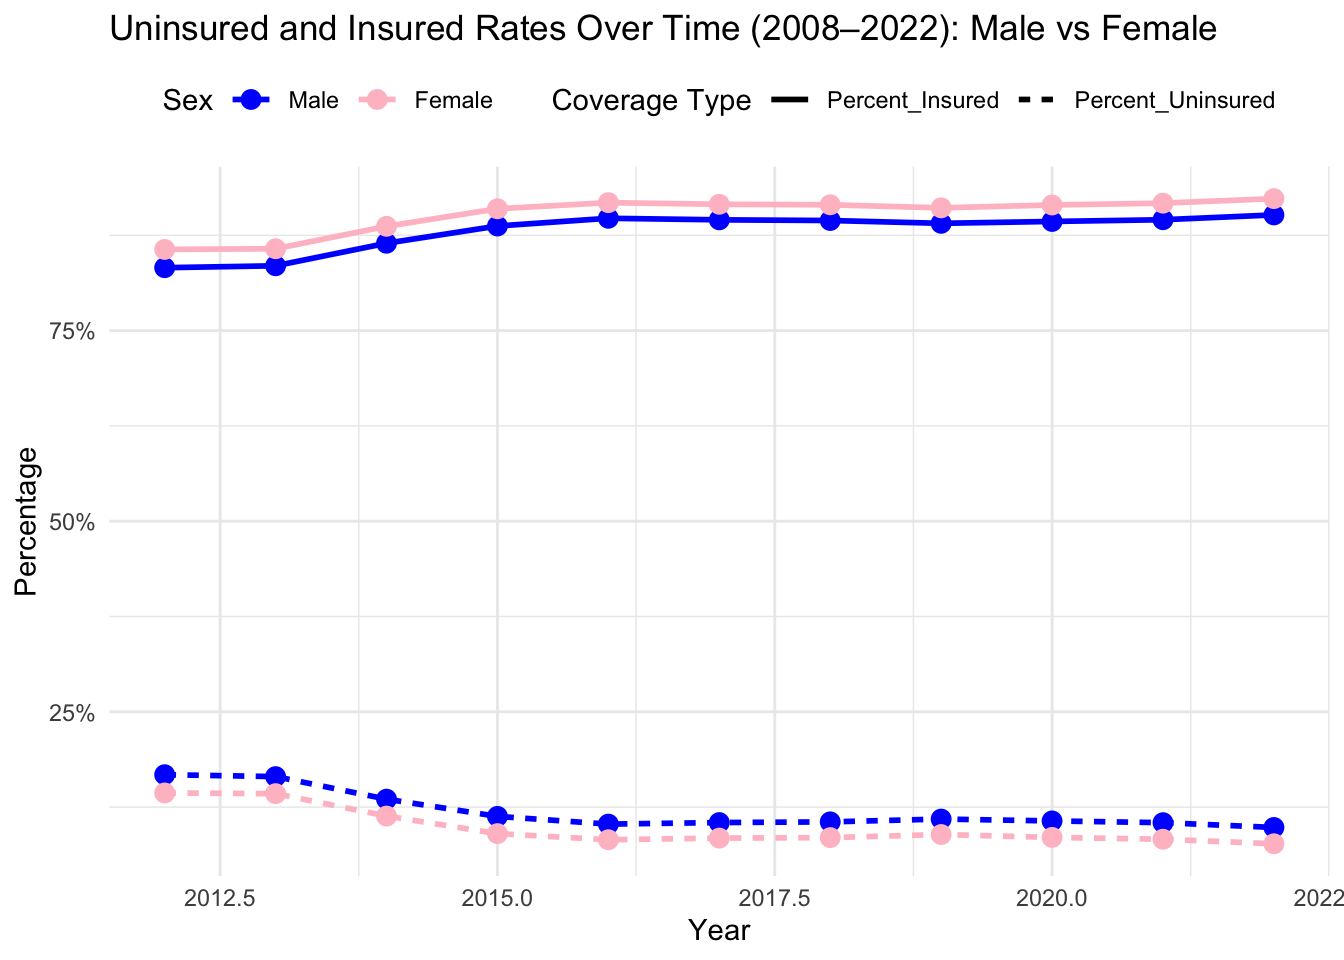 Uninsured and Insured Rates Over Time (2008–2022): Male vs Female
Sex Male Female Coverage Type Percent_Insured Percent_Uninsured
75%
50%
25%
Percentage
2012.5 2015.0 2017.5 2020.0 2022
Year